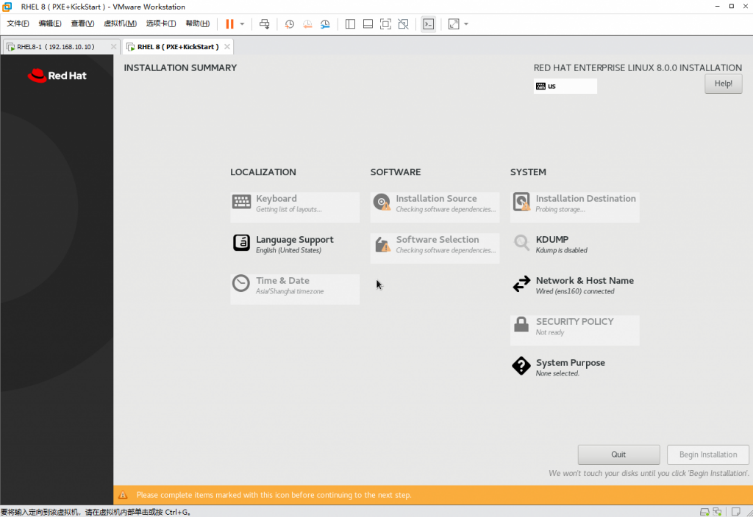 RHEL 8 ( PXE+KickStart ) - VMware Workstation
文件(F) 编辑(E) 查看(V) 虚拟机(M) 选项卡(T) 帮助(H)
RHEL8-1 ( 192.168.10.10 ) RHEL 8 ( PXE+KickStart )
Red Hat
INSTALLATION SUMMARY
RED HAT ENTERPRISE LINUX 8.0.0 INSTALLATION
us
Help!
LOCALIZATION
Keyboard
Getting list of layouts...
Language Support
English (United States)
Time & Date
Asia/Shanghai timezone
SOFTWARE
Installation Source
Checking software dependencies...
Software Selection
Checking software dependencies...
SYSTEM
Installation Destination
Probing storage...
KDUMP
Kdump is disabled
Network & Host Name
Wired (ens160) connected
SECURITY POLICY
Not ready
System Purpose
None selected.
Quit
Begin Installation
We won't touch your disks until you click 'Begin Installation'.
Please complete items marked with this icon before continuing to the next step.
要将输入定向到该虚拟机，请在虚拟机内部单击或按 Ctrl+G。